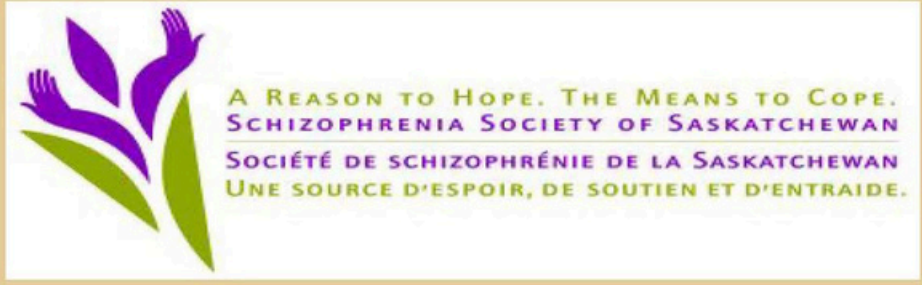 A REASON TO HOPE. THE MEANS TO COPE.
SCHIZOPHRENIA SOCIETY OF SASKATCHEWAN
SOCIÉTÉ DE SCHIZOPHRÉNIE DE LA SASKATCHEWAN
UNE SOURCE D'ESPOIR, DE SOUTIEN ET D'ENTRAIDE.